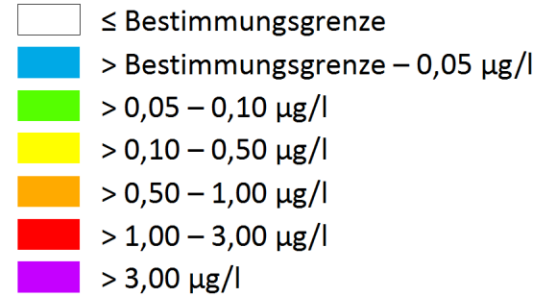 ≤ Bestimmungsgrenze
> Bestimmungsgrenze – 0,05 µg/l
> 0,05 – 0,10 µg/l
> 0,10 – 0,50 µg/l
> 0,50 – 1,00 µg/l
> 1,00 – 3,00 µg/l
> 3,00 µg/l